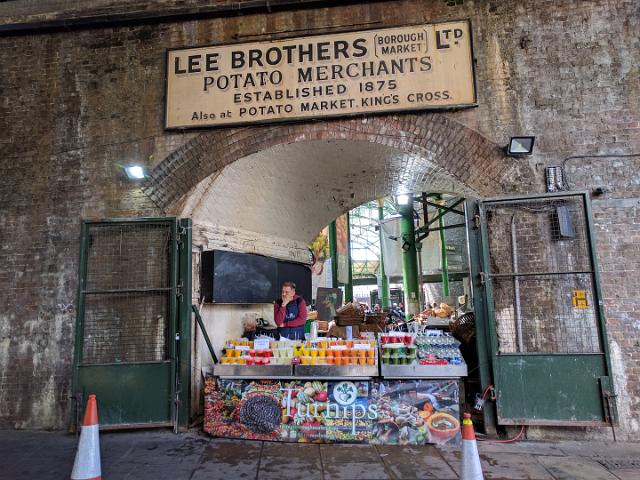 LEE BROTHERS (BOROUGH MARKET) LTD
POTATO MERCHANTS
ESTABLISHED 1875
Also at POTATO MARKET, KING'S CROSS.
Turnips